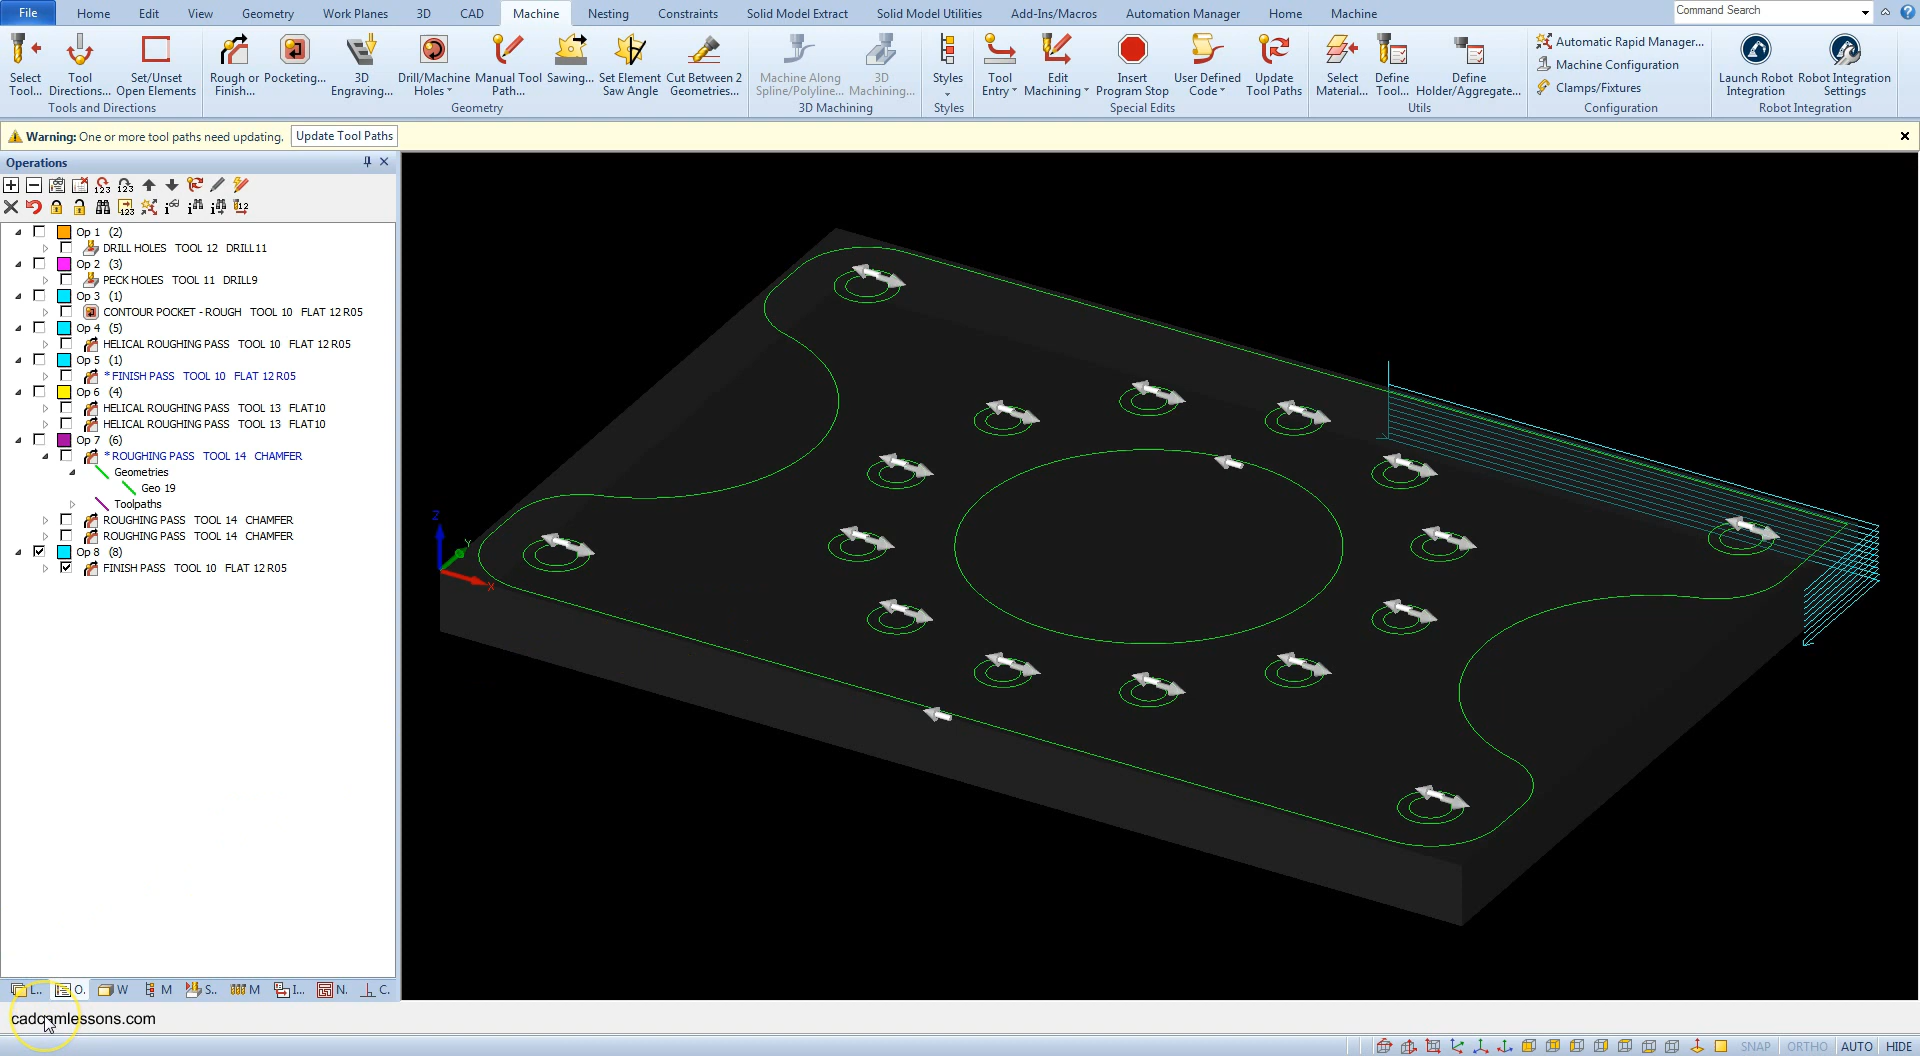 File Home Edit View Geometry Work Planes 3D CAD Machine Nesting Constraints Solid Model Extract Solid Model Utilities Add-Ins/Macros Automation Manager Home Machine Command Search
Select Tool...
Tool Directions...
Set/Unset Open Elements
Rough or Finish...
Pocketing...
3D Engraving...
Drill/Machine Holes
Manual Tool Path...
Sawing...
Set Element Saw Angle
Cut Between 2 Geometries...
Machine Along Spline/Polyline...
3D Machining...
Styles
Tool Entry
Edit Machining
Insert Program Stop
User Defined Code
Update Tool Paths
Select Material...
Define Tool...
Define Holder/Aggregate...
Automatic Rapid Manager...
Machine Configuration
Clamps/Fixtures
Launch Robot Integration
Robot Integration Settings
Tools and Directions Geometry 3D Machining Styles Special Edits Utils Configuration Robot Integration
Warning: One or more tool paths need updating. Update Tool Paths
Operations
Op 1 (2)
DRILL HOLES TOOL 12 DRILL11
Op 2 (3)
PECK HOLES TOOL 11 DRILL9
Op 3 (1)
CONTOUR POCKET - ROUGH TOOL 10 FLAT 12 R05
Op 4 (5)
HELICAL ROUGHING PASS TOOL 10 FLAT 12 R05
Op 5 (1)
* FINISH PASS TOOL 10 FLAT 12 R05
Op 6 (4)
HELICAL ROUGHING PASS TOOL 13 FLAT10
HELICAL ROUGHING PASS TOOL 13 FLAT10
Op 7 (6)
* ROUGHING PASS TOOL 14 CHAMFER
Geometries
Geo 19
Toolpaths
ROUGHING PASS TOOL 14 CHAMFER
ROUGHING PASS TOOL 14 CHAMFER
Op 8 (8)
FINISH PASS TOOL 10 FLAT 12 R05
Z
Y
X
L... O. W M S.. M I... N. C.
cadcamlessons.com
SNAP ORTHO AUTO HIDE